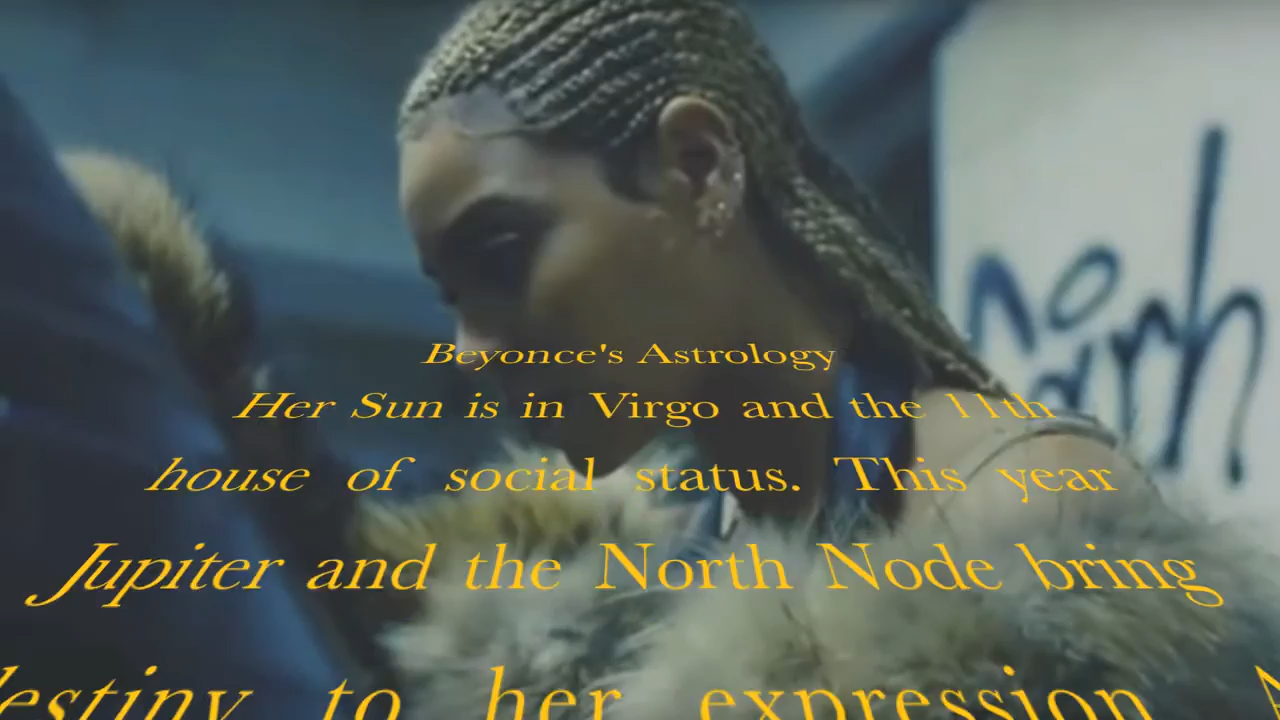 Beyonce's Astrology
Her Sun is in Virgo and the 11th
house of social status. This year
Jupiter and the North Node bring
destiny to her expression